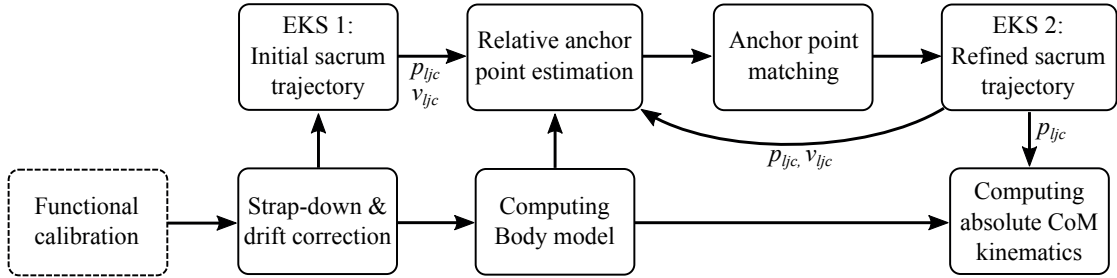 EKS 1:
Initial sacrum
trajectory
p_ljc
v_ljc
Relative anchor
point estimation
Anchor point
matching
EKS 2:
Refined sacrum
trajectory
p_ljc, v_ljc
p_ljc
Functional
calibration
Strap-down &
drift correction
Computing
Body model
Computing
absolute CoM
kinematics